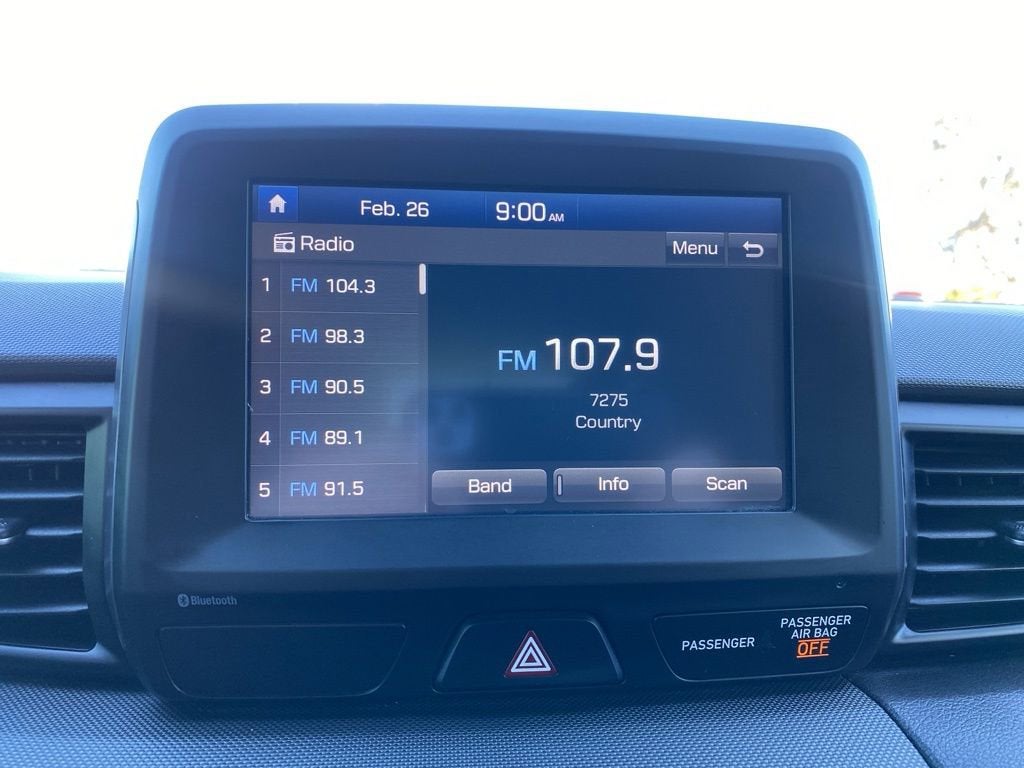 Feb. 26 9:00 AM
Radio Menu
1 FM 104.3
2 FM 98.3
3 FM 90.5
4 FM 89.1
5 FM 91.5
FM 107.9
7275
Country
Band Info Scan
Bluetooth
PASSENGER
PASSENGER
AIR BAG
OFF